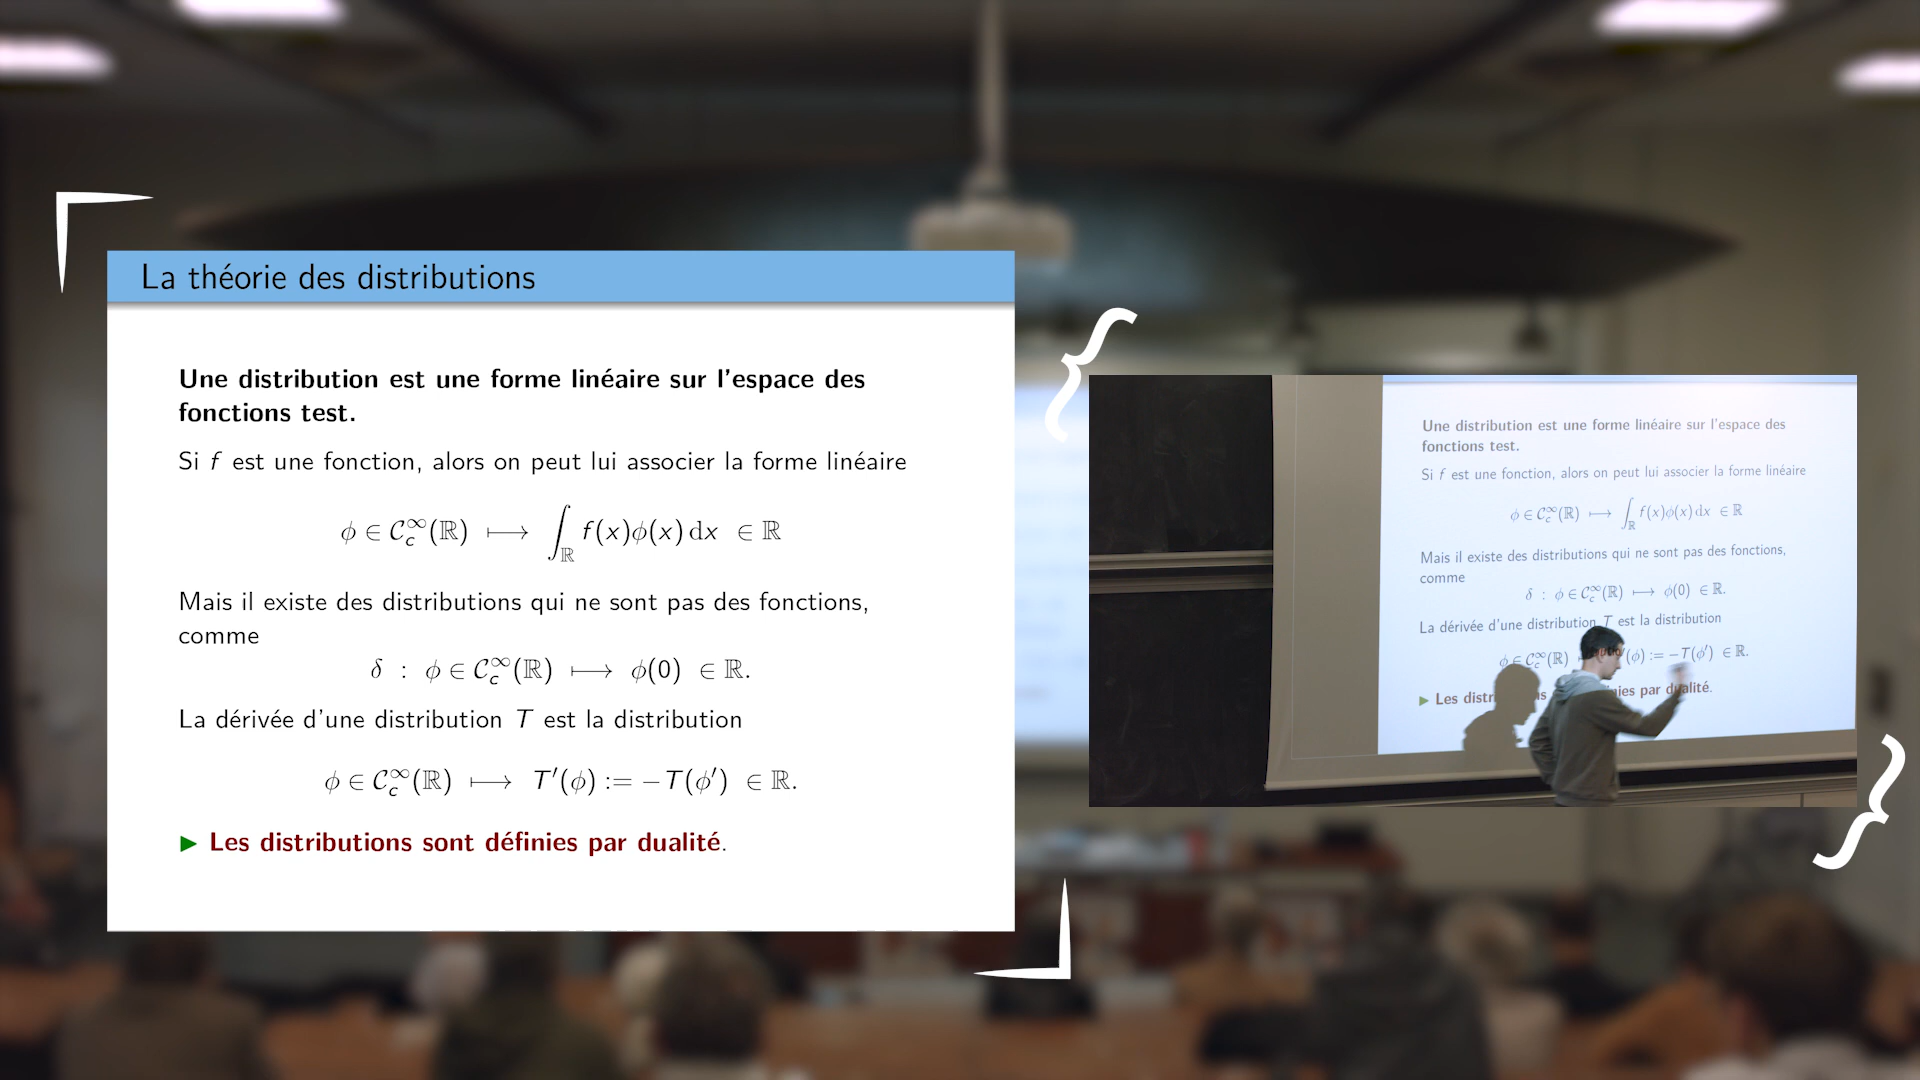 La théorie des distributions
Une distribution est une forme linéaire sur l'espace des
fonctions test.
Si f est une fonction, alors on peut lui associer la forme linéaire
ϕ ∈ 𝒞_c^∞(ℝ) ⟼ ∫_ℝ f(x)ϕ(x) dx ∈ ℝ
Mais il existe des distributions qui ne sont pas des fonctions,
comme
δ : ϕ ∈ 𝒞_c^∞(ℝ) ⟼ ϕ(0) ∈ ℝ.
La dérivée d'une distribution T est la distribution
ϕ ∈ 𝒞_c^∞(ℝ) ⟼ T′(ϕ) := −T(ϕ′) ∈ ℝ.
▶ Les distributions sont définies par dualité.
Une distribution est une forme linéaire sur l'espace des
fonctions test.
Si f est une fonction, alors on peut lui associer la forme linéaire
ϕ ∈ 𝒞_c^∞(ℝ) ⟼ ∫_ℝ f(x)ϕ(x) dx ∈ ℝ
Mais il existe des distributions qui ne sont pas des fonctions,
comme
δ : ϕ ∈ 𝒞_c^∞(ℝ) ⟼ ϕ(0) ∈ ℝ.
La dérivée d'une distribution T est la distribution
ϕ ∈ 𝒞_c^∞(ℝ) (ϕ) := −T(ϕ′) ∈ ℝ.
▶ Les par dualité.